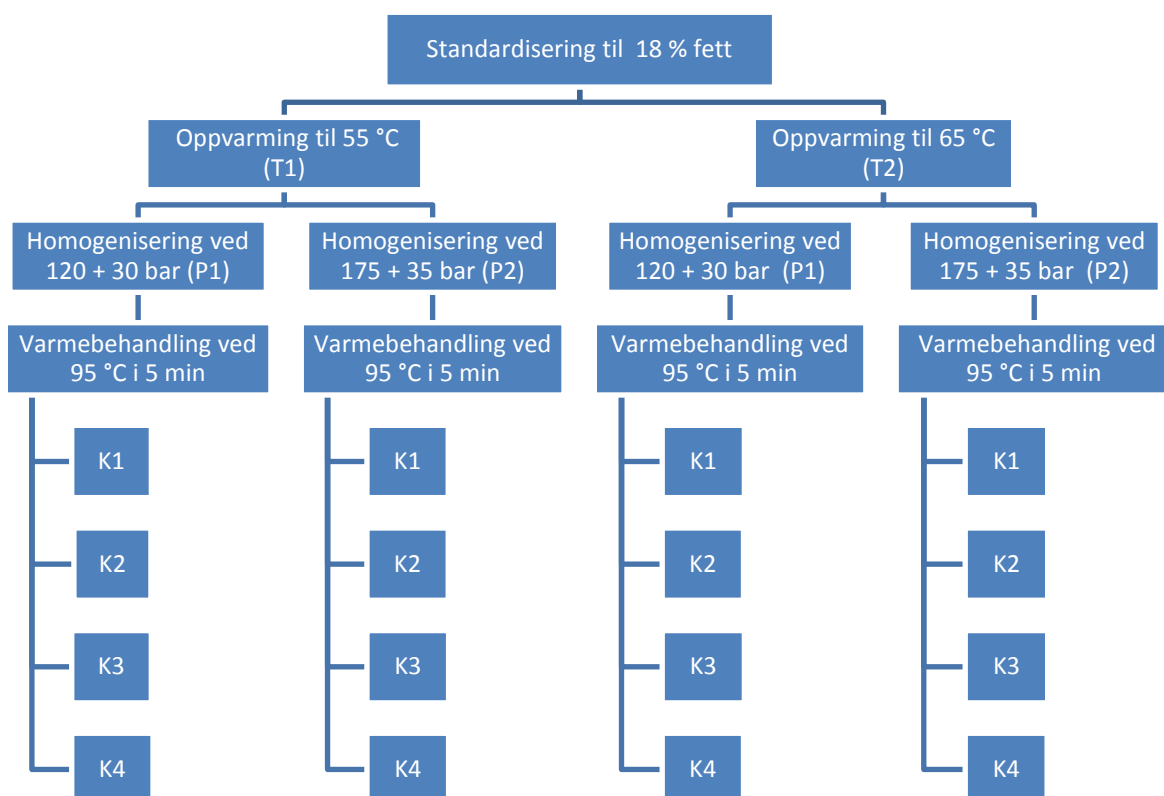 Standardisering til 18 % fett
Oppvarming til 55 °C
(T1)
Oppvarming til 65 °C
(T2)
Homogenisering ved
120 + 30 bar (P1)
Homogenisering ved
175 + 35 bar (P2)
Homogenisering ved
120 + 30 bar (P1)
Homogenisering ved
175 + 35 bar (P2)
Varmebehandling ved
95 °C i 5 min
Varmebehandling ved
95 °C i 5 min
Varmebehandling ved
95 °C i 5 min
Varmebehandling ved
95 °C i 5 min
K1
K1
K1
K1
K2
K2
K2
K2
K3
K3
K3
K3
K4
K4
K4
K4